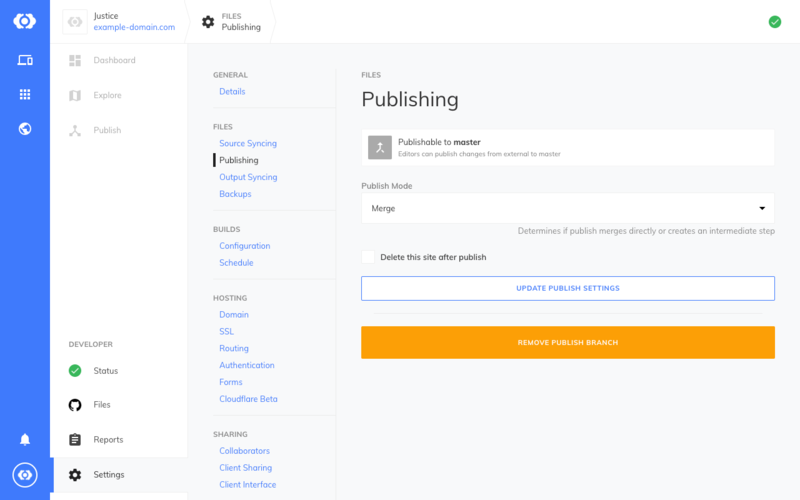 Justice
example-domain.com
FILES
Publishing
Dashboard
Explore
Publish
DEVELOPER
Status
Files
Reports
Settings
GENERAL
Details
FILES
Source Syncing
Publishing
Output Syncing
Backups
BUILDS
Configuration
Schedule
HOSTING
Domain
SSL
Routing
Authentication
Forms
Cloudflare Beta
SHARING
Collaborators
Client Sharing
Client Interface
FILES
Publishing
Publishable to master
Editors can publish changes from external to master
Publish Mode
Merge
Determines if publish merges directly or creates an intermediate step
Delete this site after publish
UPDATE PUBLISH SETTINGS
REMOVE PUBLISH BRANCH